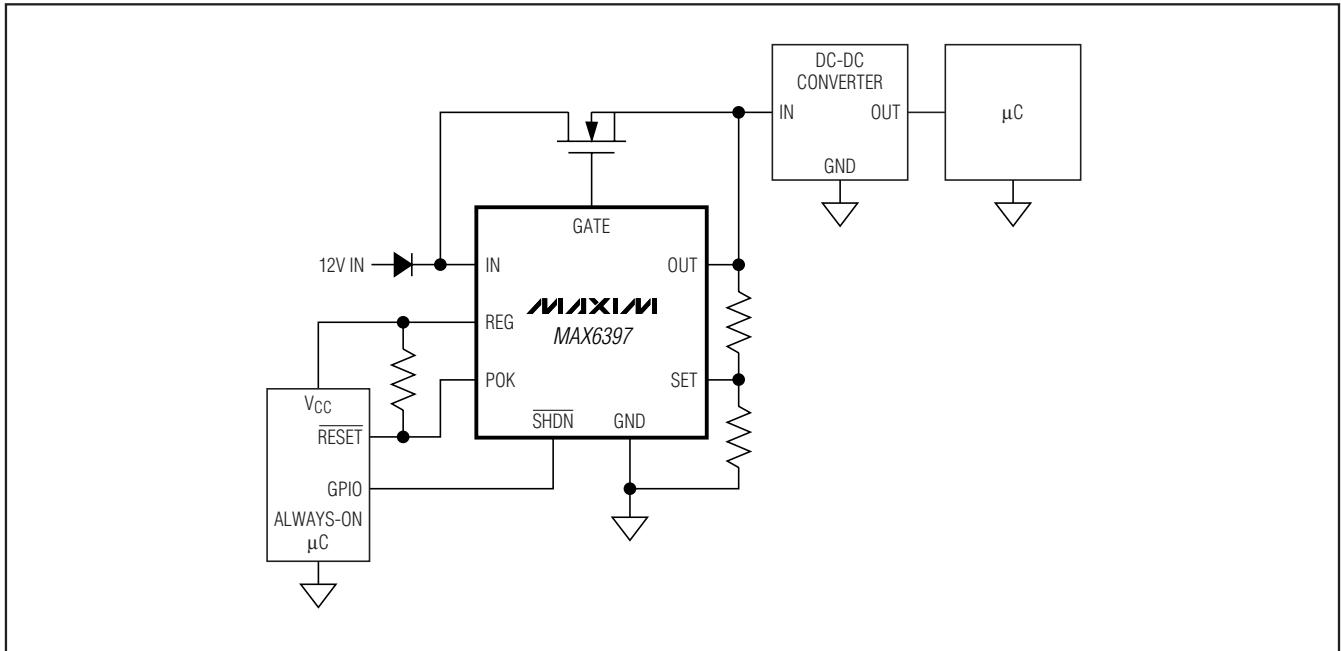 DC-DC
CONVERTER
IN
OUT
GND
μC
GATE
12V IN
IN
OUT
REG
MAXIM
MAX6397
POK
SET
SHDN
GND
VCC
RESET
GPIO
ALWAYS-ON
μC